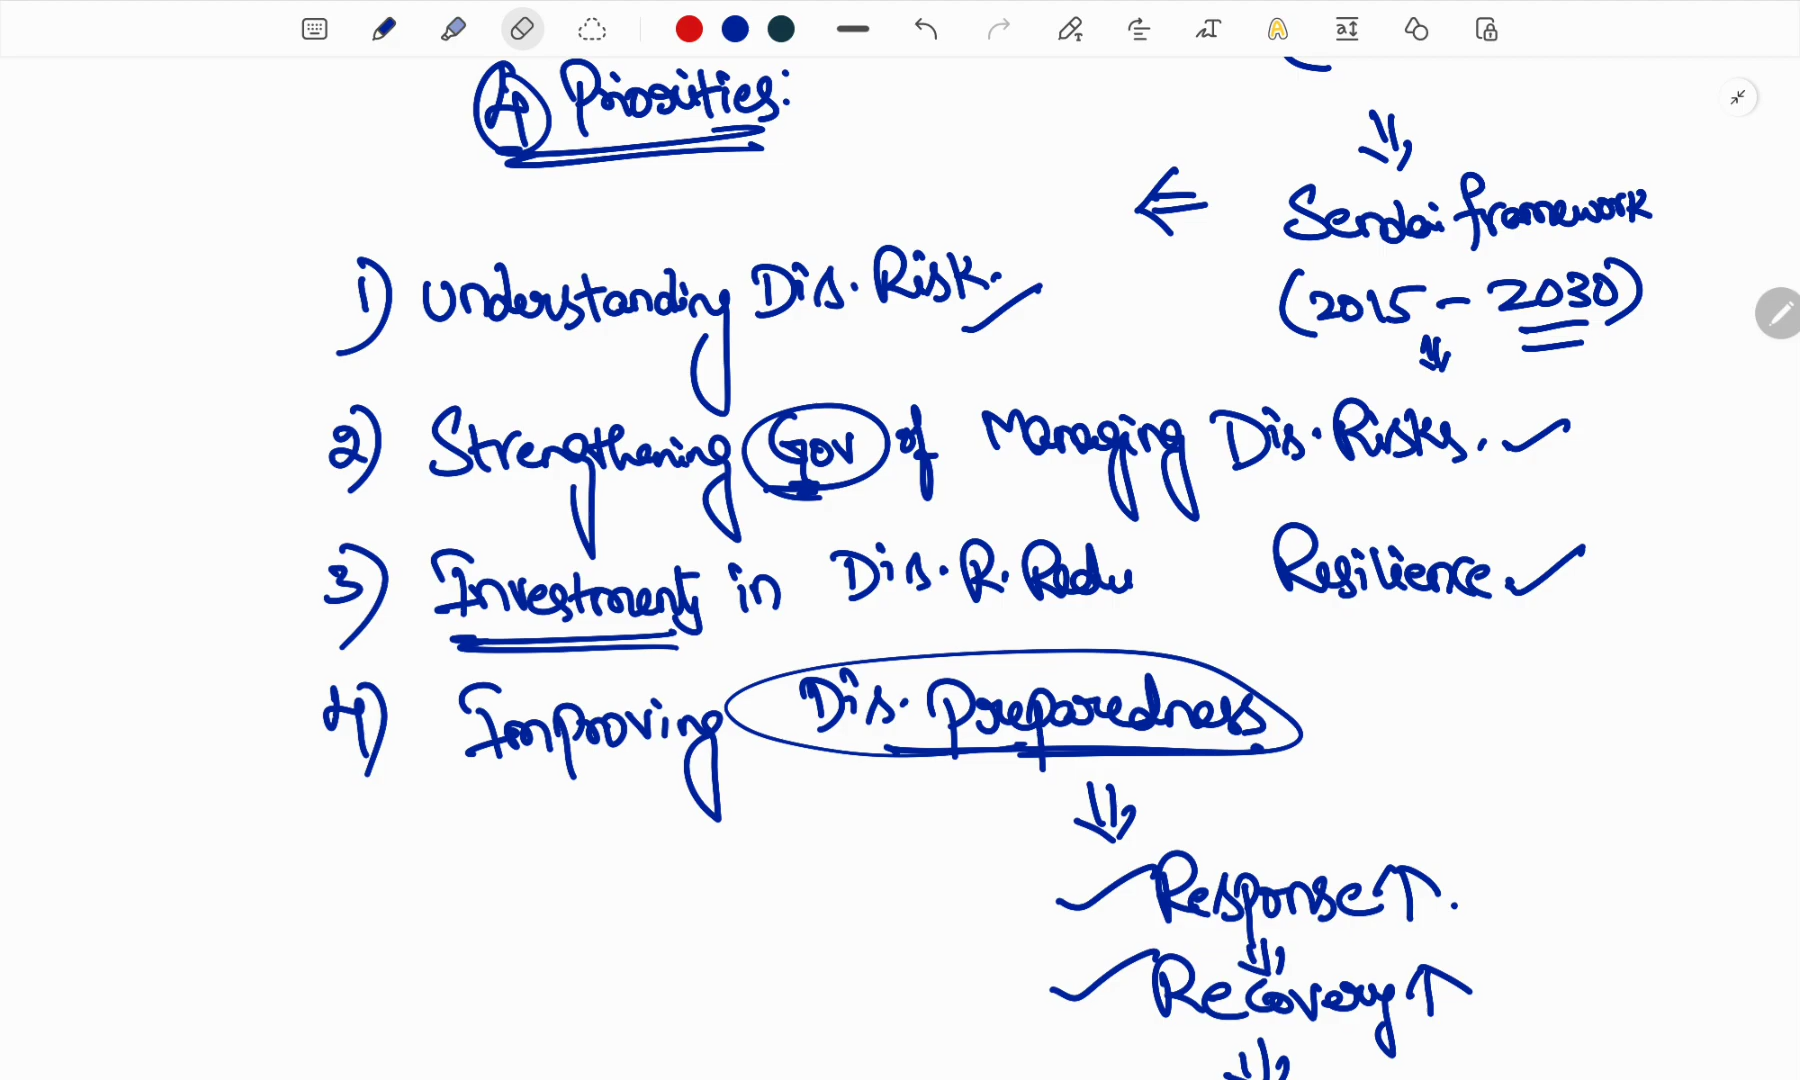 4 Priorities:
Sendai framework
(2015 - 2030)
1) Understanding Dis. Risk.
2) Strengthening Gov of Managing Dis. Risks.
3) Investment in Dis. R. Redu Resilience
4) Improving Dis. Preparedness
Response ↑.
Recovery ↑